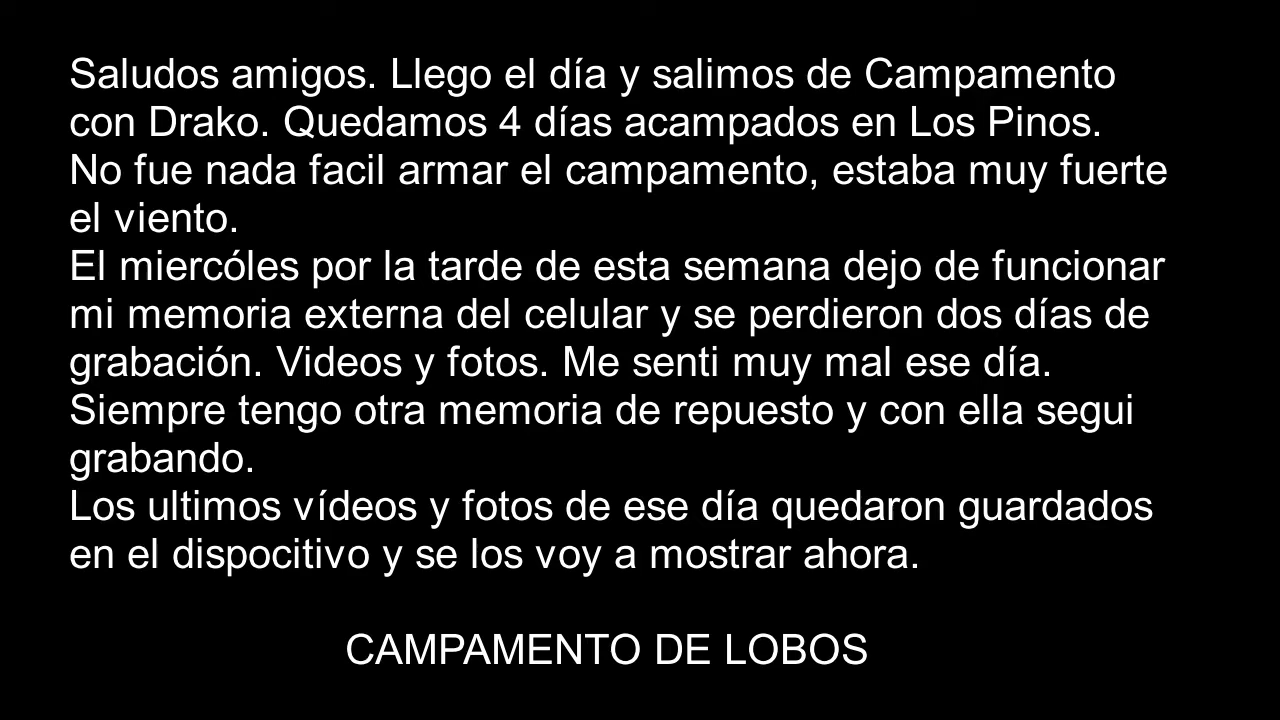 Saludos amigos. Llego el día y salimos de Campamento
con Drako. Quedamos 4 días acampados en Los Pinos.
No fue nada facil armar el campamento, estaba muy fuerte
el viento.
El miercóles por la tarde de esta semana dejo de funcionar
mi memoria externa del celular y se perdieron dos días de
grabación. Videos y fotos. Me senti muy mal ese día.
Siempre tengo otra memoria de repuesto y con ella segui
grabando.
Los ultimos vídeos y fotos de ese día quedaron guardados
en el dispocitivo y se los voy a mostrar ahora.
CAMPAMENTO DE LOBOS